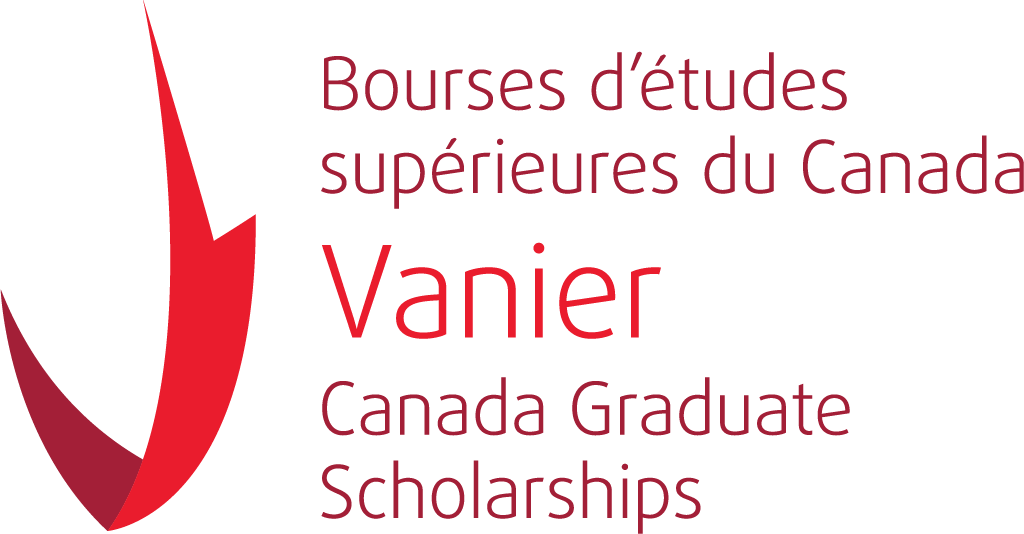 Bourses d’études
supérieures du Canada
Vanier
Canada Graduate
Scholarships